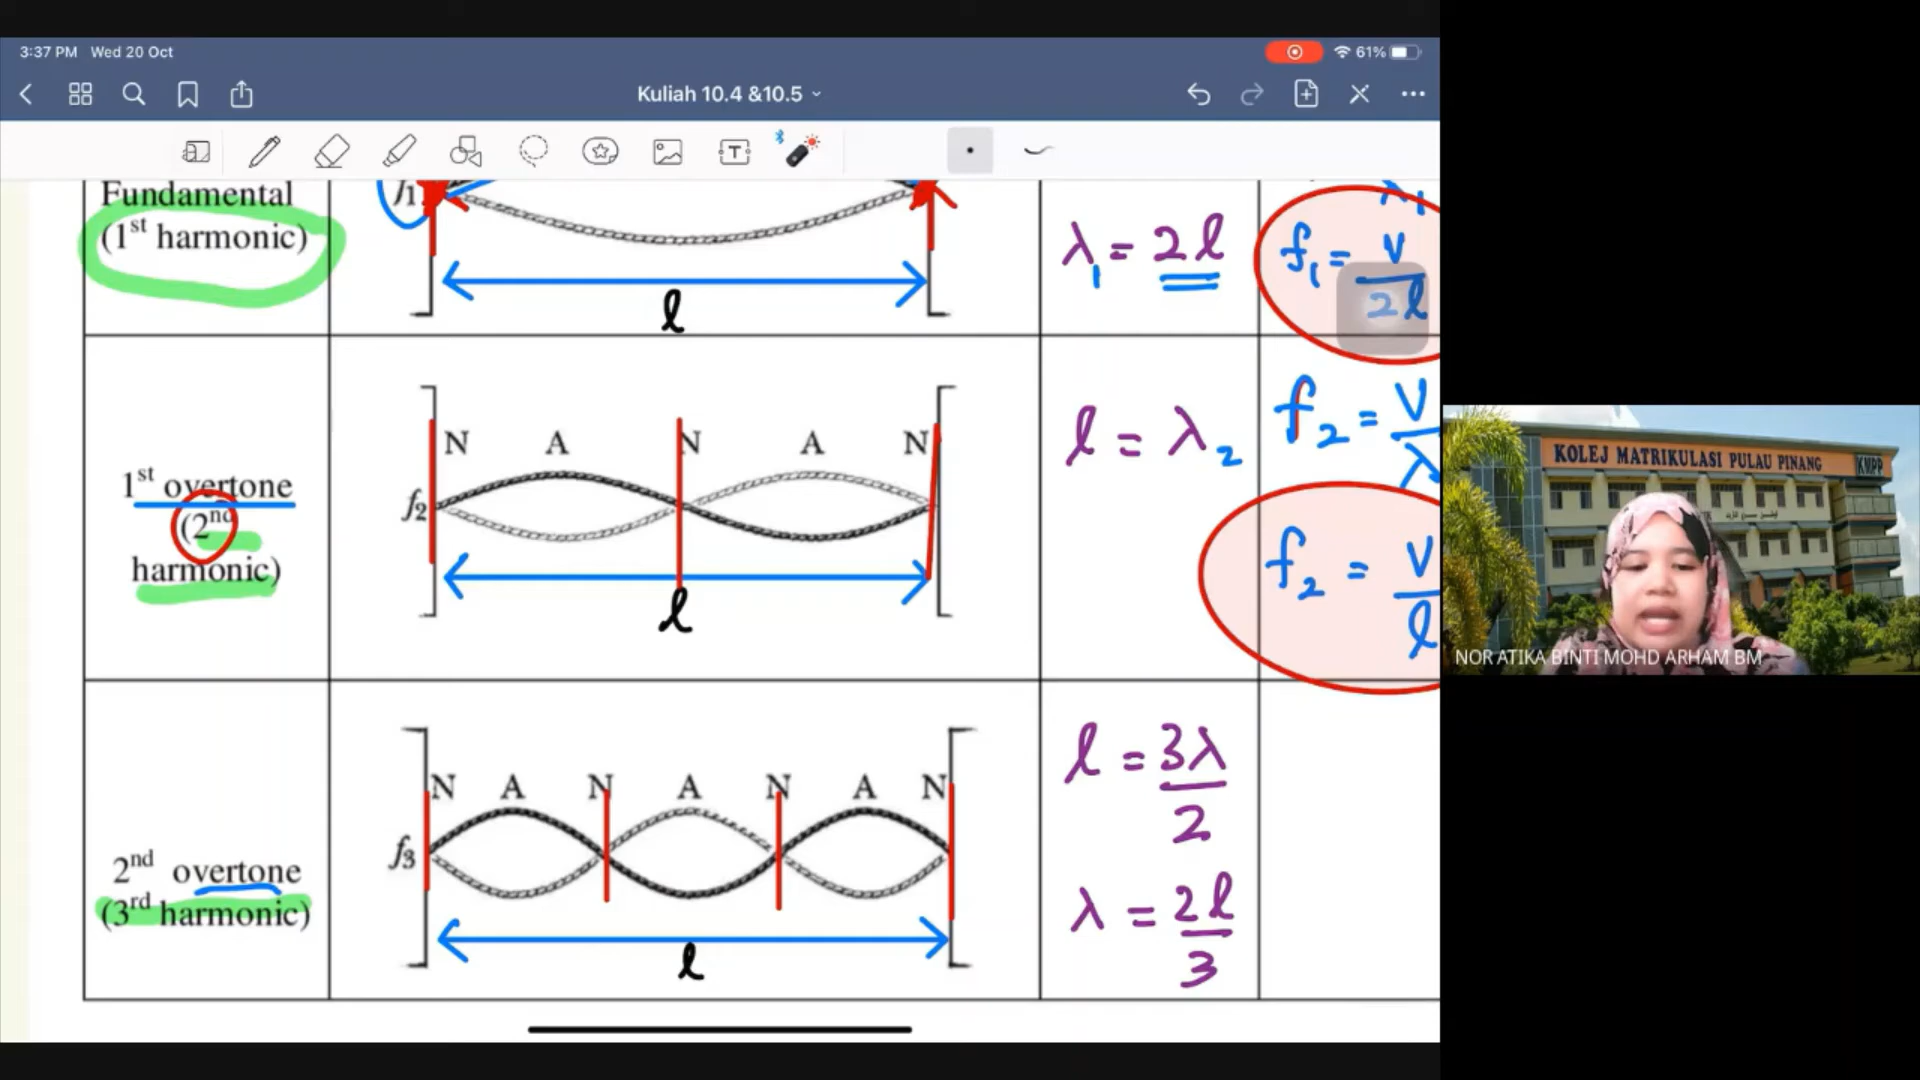 3:37 PM Wed 20 Oct
61%
Kuliah 10.4 &10.5
T
Fundamental
(1st harmonic)
f1
l
λ1 = 2l
λ1
f1 = v
2l
1st overtone
(2nd
harmonic)
N A N A N
f2
l
l = λ2
f2 = v
λ
f2 = v
l
2nd overtone
(3rd harmonic)
N A N A N A N
f3
l
l = 3λ
2
λ = 2l
3
KOLEJ MATRIKULASI PULAU PINANG
KMPP
NOR ATIKA BINTI MOHD ARHAM BM